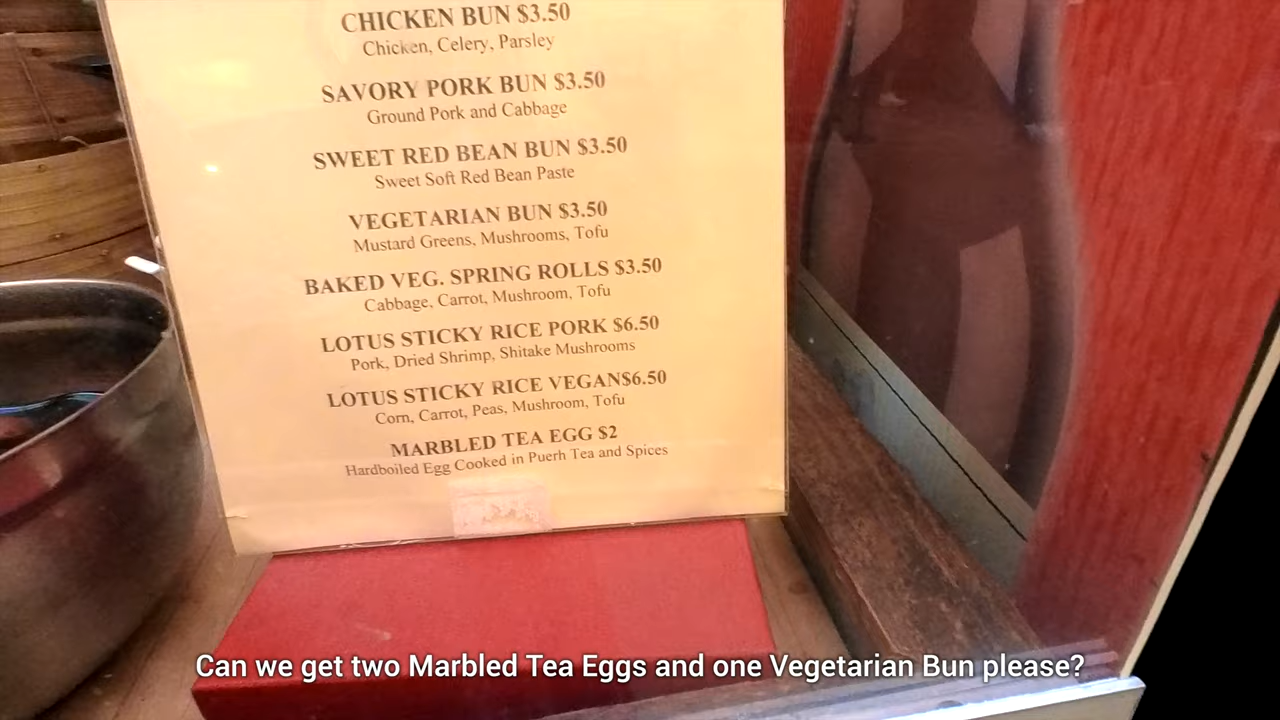 CHICKEN BUN $3.50
Chicken, Celery, Parsley
SAVORY PORK BUN $3.50
Ground Pork and Cabbage
SWEET RED BEAN BUN $3.50
Sweet Soft Red Bean Paste
VEGETARIAN BUN $3.50
Mustard Greens, Mushrooms, Tofu
BAKED VEG. SPRING ROLLS $3.50
Cabbage, Carrot, Mushroom, Tofu
LOTUS STICKY RICE PORK $6.50
Pork, Dried Shrimp, Shitake Mushrooms
LOTUS STICKY RICE VEGAN$6.50
Corn, Carrot, Peas, Mushroom, Tofu
MARBLED TEA EGG $2
Hardboiled Egg Cooked in Puerh Tea and Spices
Can we get two Marbled Tea Eggs and one Vegetarian Bun please?